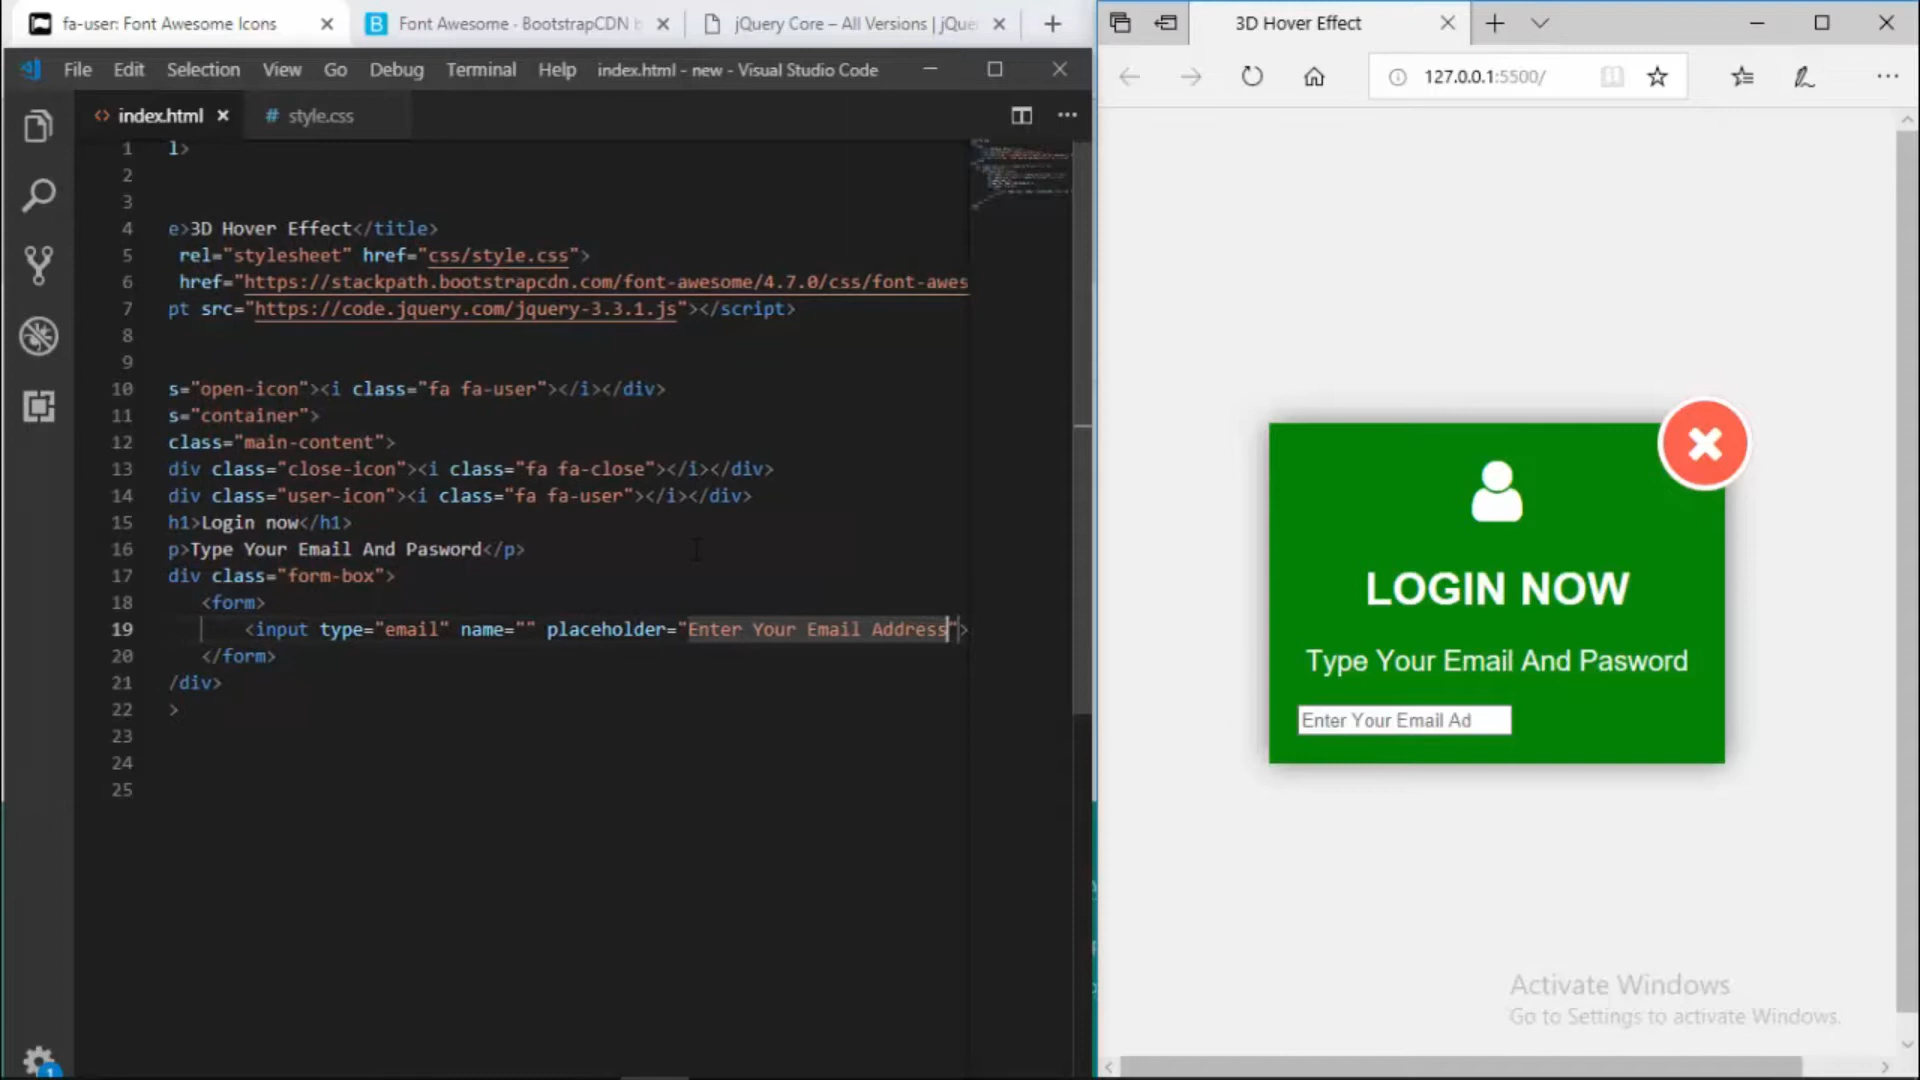 fa-user: Font Awesome Icons
Font Awesome · BootstrapCDN b
jQuery Core – All Versions | jQue
File Edit Selection View Go Debug Terminal Help index.html - new - Visual Studio Code
index.html
# style.css
1 l>
2
3
4 e>3D Hover Effect</title>
5 rel="stylesheet" href="css/style.css">
6 href="https://stackpath.bootstrapcdn.com/font-awesome/4.7.0/css/font-awes
7 pt src="https://code.jquery.com/jquery-3.3.1.js"></script>
8
9
10 s="open-icon"><i class="fa fa-user"></i></div>
11 s="container">
12 class="main-content">
13 div class="close-icon"><i class="fa fa-close"></i></div>
14 div class="user-icon"><i class="fa fa-user"></i></div>
15 h1>Login now</h1>
16 p>Type Your Email And Pasword</p>
17 div class="form-box">
18 <form>
19 <input type="email" name="" placeholder="Enter Your Email Address">
20 </form>
21 /div>
22 >
23
24
25
1
3D Hover Effect
127.0.0.1:5500/
LOGIN NOW
Type Your Email And Pasword
Enter Your Email Ad
Activate Windows
Go to Settings to activate Windows.